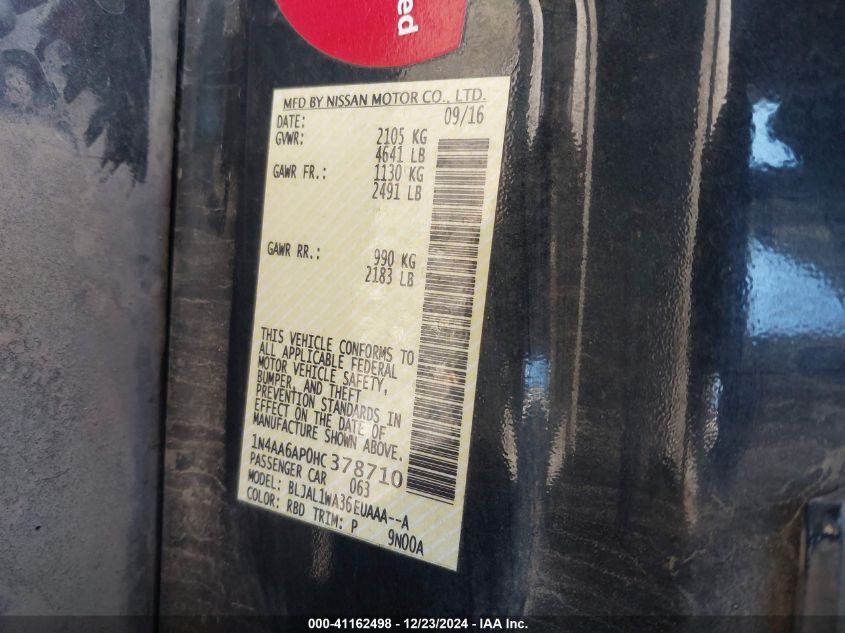 ed
MFD BY NISSAN MOTOR CO., LTD.
DATE: 09/16
GVWR: 2105 KG
4641 LB
GAWR FR.: 1130 KG
2491 LB
GAWR RR.: 990 KG
2183 LB
THIS VEHICLE CONFORMS TO
ALL APPLICABLE FEDERAL
MOTOR VEHICLE SAFETY,
BUMPER, AND THEFT
PREVENTION STANDARDS IN
EFFECT ON THE DATE OF
MANUFACTURE SHOWN ABOVE.
1N4AA6AP0HC378710
PASSENGER CAR 063
MODEL: BLJAL1WA36EUAAA--A
COLOR: RBD TRIM: P 9N00A
000-41162498 - 12/23/2024 - IAA Inc.